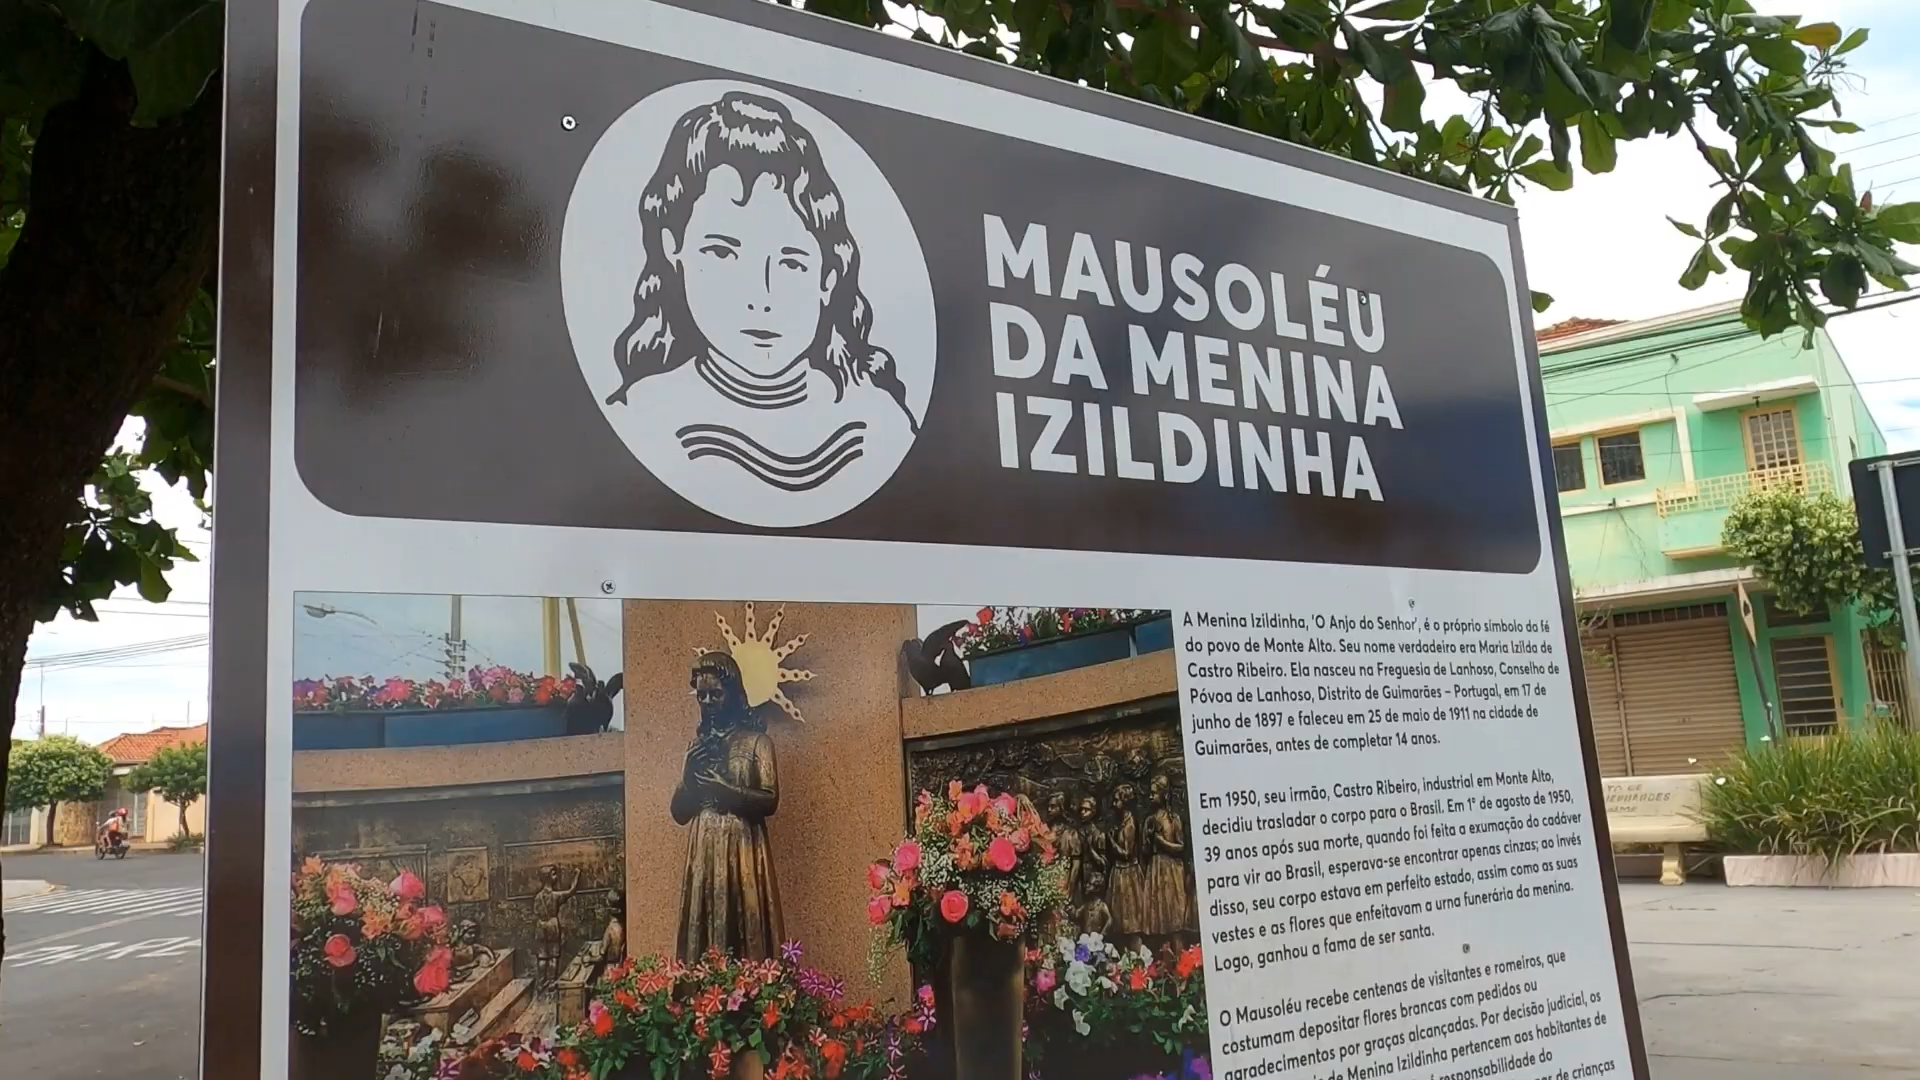 MAUSOLÉU
DA MENINA
IZILDINHA
A Menina Izildinha, 'O Anjo do Senhor', é o próprio símbolo da fé
do povo de Monte Alto. Seu nome verdadeiro era Maria Izilda de
Castro Ribeiro. Ela nasceu na Freguesia de Lanhoso, Conselho de
Póvoa de Lanhoso, Distrito de Guimarães – Portugal, em 17 de
junho de 1897 e faleceu em 25 de maio de 1911 na cidade de
Guimarães, antes de completar 14 anos.
Em 1950, seu irmão, Castro Ribeiro, industrial em Monte Alto,
decidiu trasladar o corpo para o Brasil. Em 1° de agosto de 1950,
39 anos após sua morte, quando foi feita a exumação do cadáver
para vir ao Brasil, esperava-se encontrar apenas cinzas; ao invés
disso, seu corpo estava em perfeito estado, assim como as suas
vestes e as flores que enfeitavam a urna funerária da menina.
Logo, ganhou a fama de ser santa.
O Mausoléu recebe centenas de visitantes e romeiros, que
costumam depositar flores brancas com pedidos ou
agradecimentos por graças alcançadas. Por decisão judicial, os
de Menina Izildinha pertencem aos habitantes de
responsabilidade do
de crianças